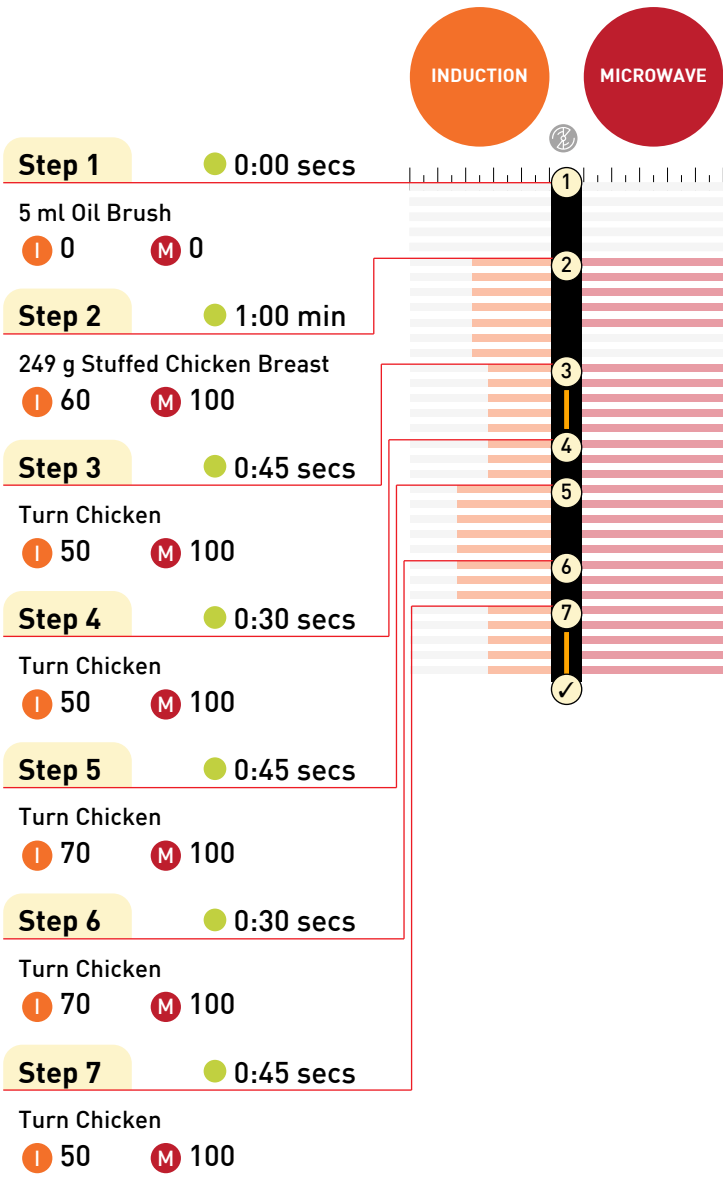 INDUCTION
MICROWAVE
Step 1
0:00 secs
5 ml Oil Brush
I 0
M 0
Step 2
1:00 min
249 g Stuffed Chicken Breast
I 60
M 100
Step 3
0:45 secs
Turn Chicken
I 50
M 100
Step 4
0:30 secs
Turn Chicken
I 50
M 100
Step 5
0:45 secs
Turn Chicken
I 70
M 100
Step 6
0:30 secs
Turn Chicken
I 70
M 100
Step 7
0:45 secs
Turn Chicken
I 50
M 100
1
2
3
4
5
6
7
✓